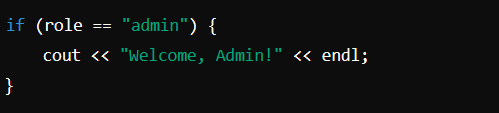 if (role == "admin") {
    cout << "Welcome, Admin!" << endl;
}